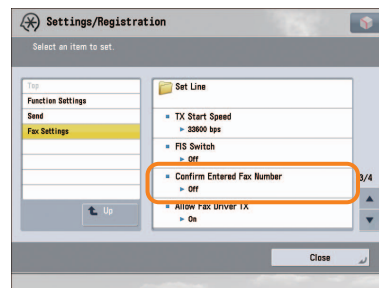 Settings/Registration
Select an item to set.
Top
Function Settings
Send
Fax Settings
Up
Set Line
TX Start Speed
33600 bps
FIS Switch
Off
Confirm Entered Fax Number
Off
Allow Fax Driver TX
On
3/4
Close